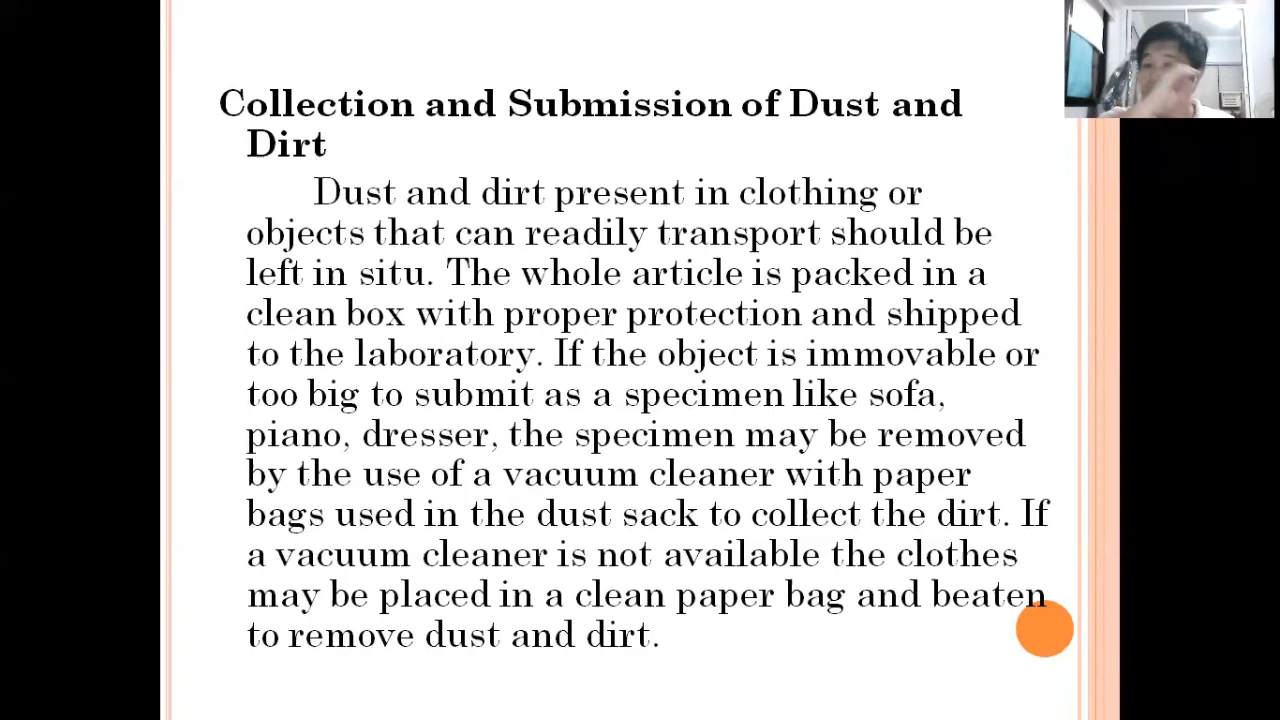 Collection and Submission of Dust and
Dirt
Dust and dirt present in clothing or
objects that can readily transport should be
left in situ. The whole article is packed in a
clean box with proper protection and shipped
to the laboratory. If the object is immovable or
too big to submit as a specimen like sofa,
piano, dresser, the specimen may be removed
by the use of a vacuum cleaner with paper
bags used in the dust sack to collect the dirt. If
a vacuum cleaner is not available the clothes
may be placed in a clean paper bag and beaten
to remove dust and dirt.